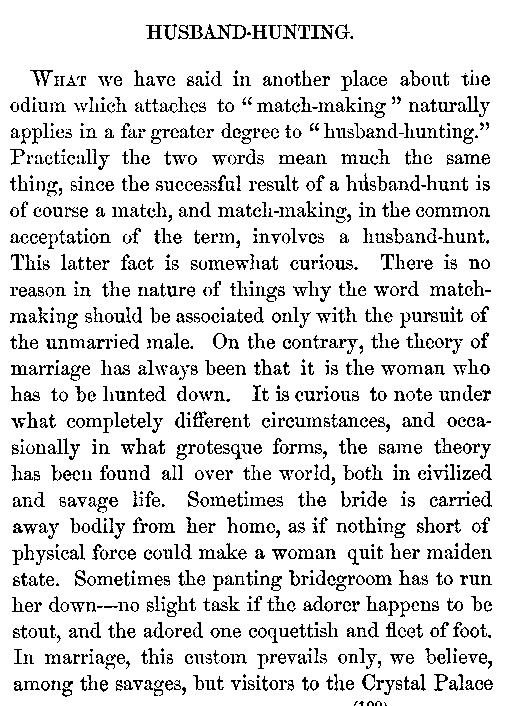 HUSBAND-HUNTING.
WHAT we have said in another place about the
odium which attaches to “match-making” naturally
applies in a far greater degree to “husband-hunting.”
Practically the two words mean much the same
thing, since the successful result of a husband-hunt is
of course a match, and match-making, in the common
acceptation of the term, involves a husband-hunt.
This latter fact is somewhat curious. There is no
reason in the nature of things why the word match-
making should be associated only with the pursuit of
the unmarried male. On the contrary, the theory of
marriage has always been that it is the woman who
has to be hunted down. It is curious to note under
what completely different circumstances, and occa-
sionally in what grotesque forms, the same theory
has been found all over the world, both in civilized
and savage life. Sometimes the bride is carried
away bodily from her home, as if nothing short of
physical force could make a woman quit her maiden
state. Sometimes the panting bridegroom has to run
her down—no slight task if the adorer happens to be
stout, and the adored one coquettish and fleet of foot.
In marriage, this custom prevails only, we believe,
among the savages, but visitors to the Crystal Palace